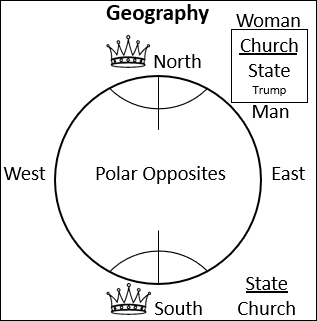 Geography
Woman
Church
State
Trump
Man
North
West
Polar Opposites
East
South
State
Church